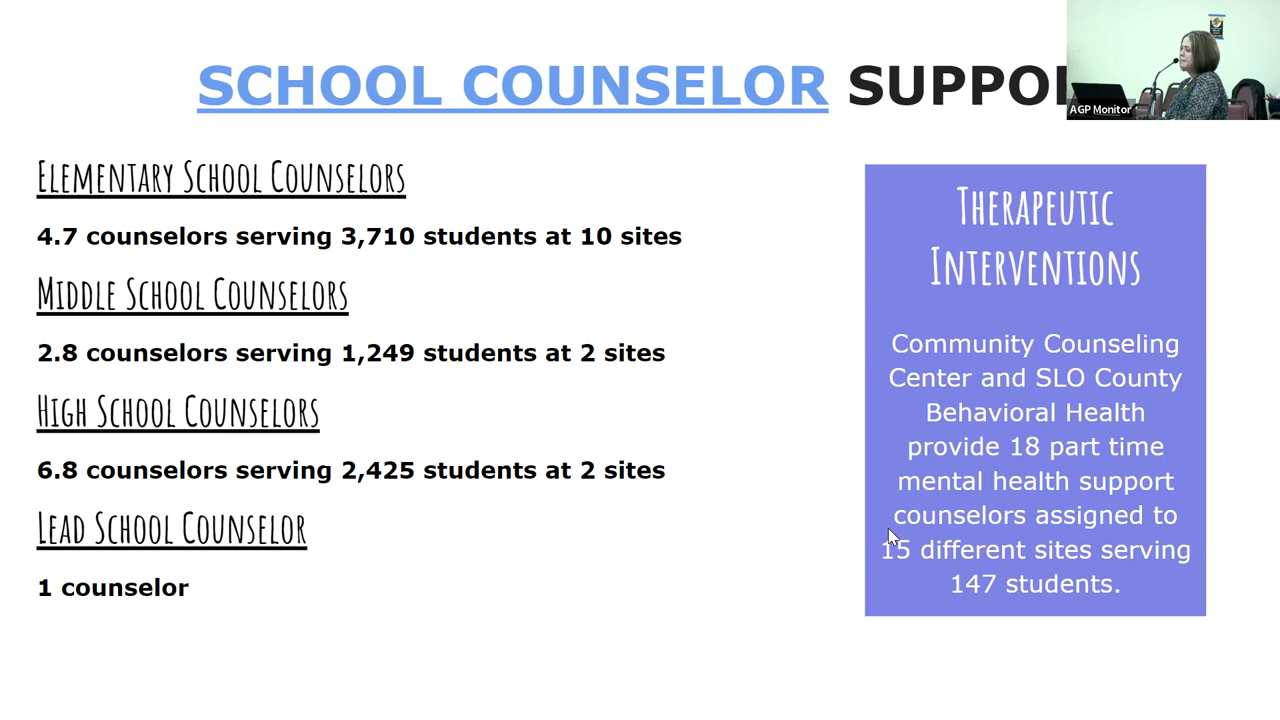 SCHOOL COUNSELOR SUPPO
AGP Monitor
ELEMENTARY SCHOOL COUNSELORS
4.7 counselors serving 3,710 students at 10 sites
MIDDLE SCHOOL COUNSELORS
2.8 counselors serving 1,249 students at 2 sites
HIGH SCHOOL COUNSELORS
6.8 counselors serving 2,425 students at 2 sites
LEAD SCHOOL COUNSELOR
1 counselor
THERAPEUTIC
INTERVENTIONS
Community Counseling
Center and SLO County
Behavioral Health
provide 18 part time
mental health support
counselors assigned to
15 different sites serving
147 students.